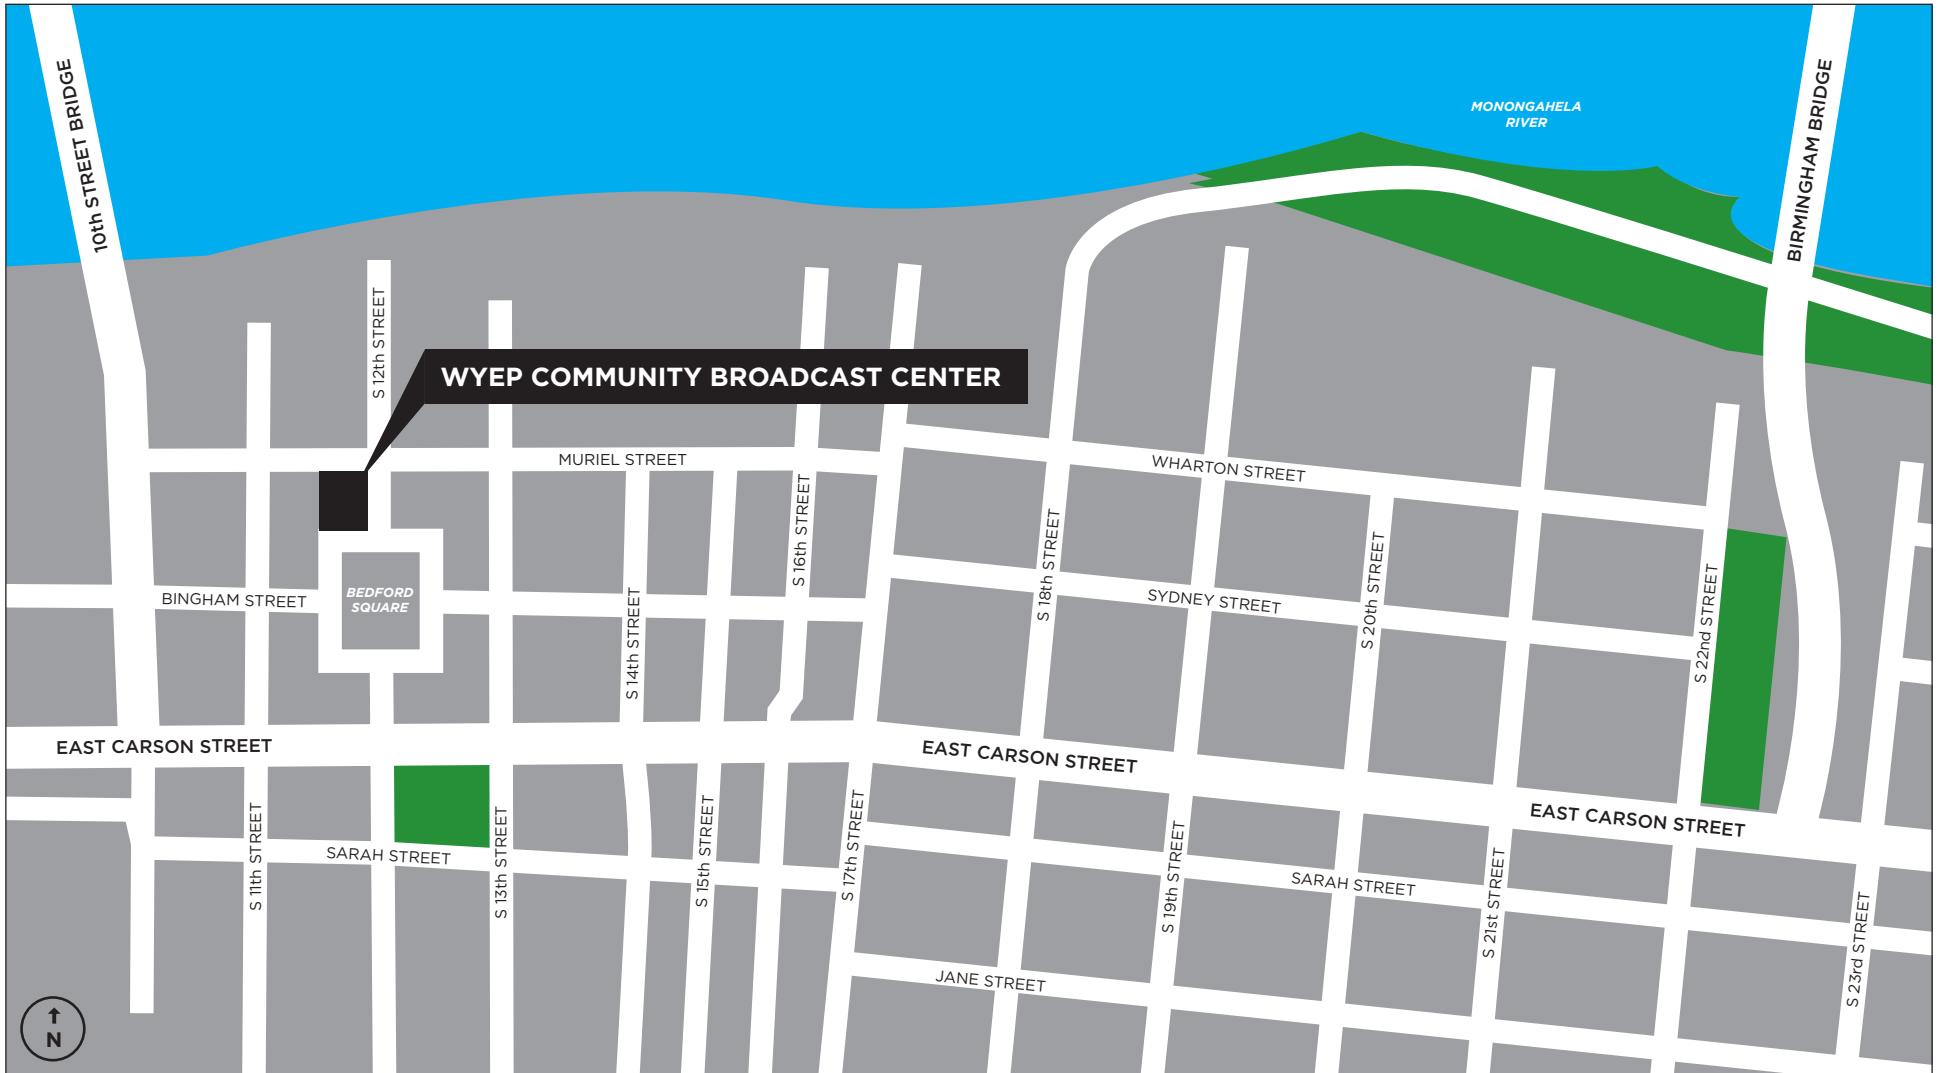 MONONGAHELA
RIVER
10th STREET BRIDGE
BIRMINGHAM BRIDGE
S 12th STREET
WYEP COMMUNITY BROADCAST CENTER
MURIEL STREET
WHARTON STREET
S 16th STREET
S 18th STREET
S 20th STREET
S 22nd STREET
BINGHAM STREET
BEDFORD
SQUARE
S 14th STREET
SYDNEY STREET
EAST CARSON STREET
EAST CARSON STREET
EAST CARSON STREET
S 11th STREET
SARAH STREET
S 13th STREET
S 15th STREET
S 17th STREET
S 19th STREET
SARAH STREET
S 21st STREET
S 23rd STREET
JANE STREET
N